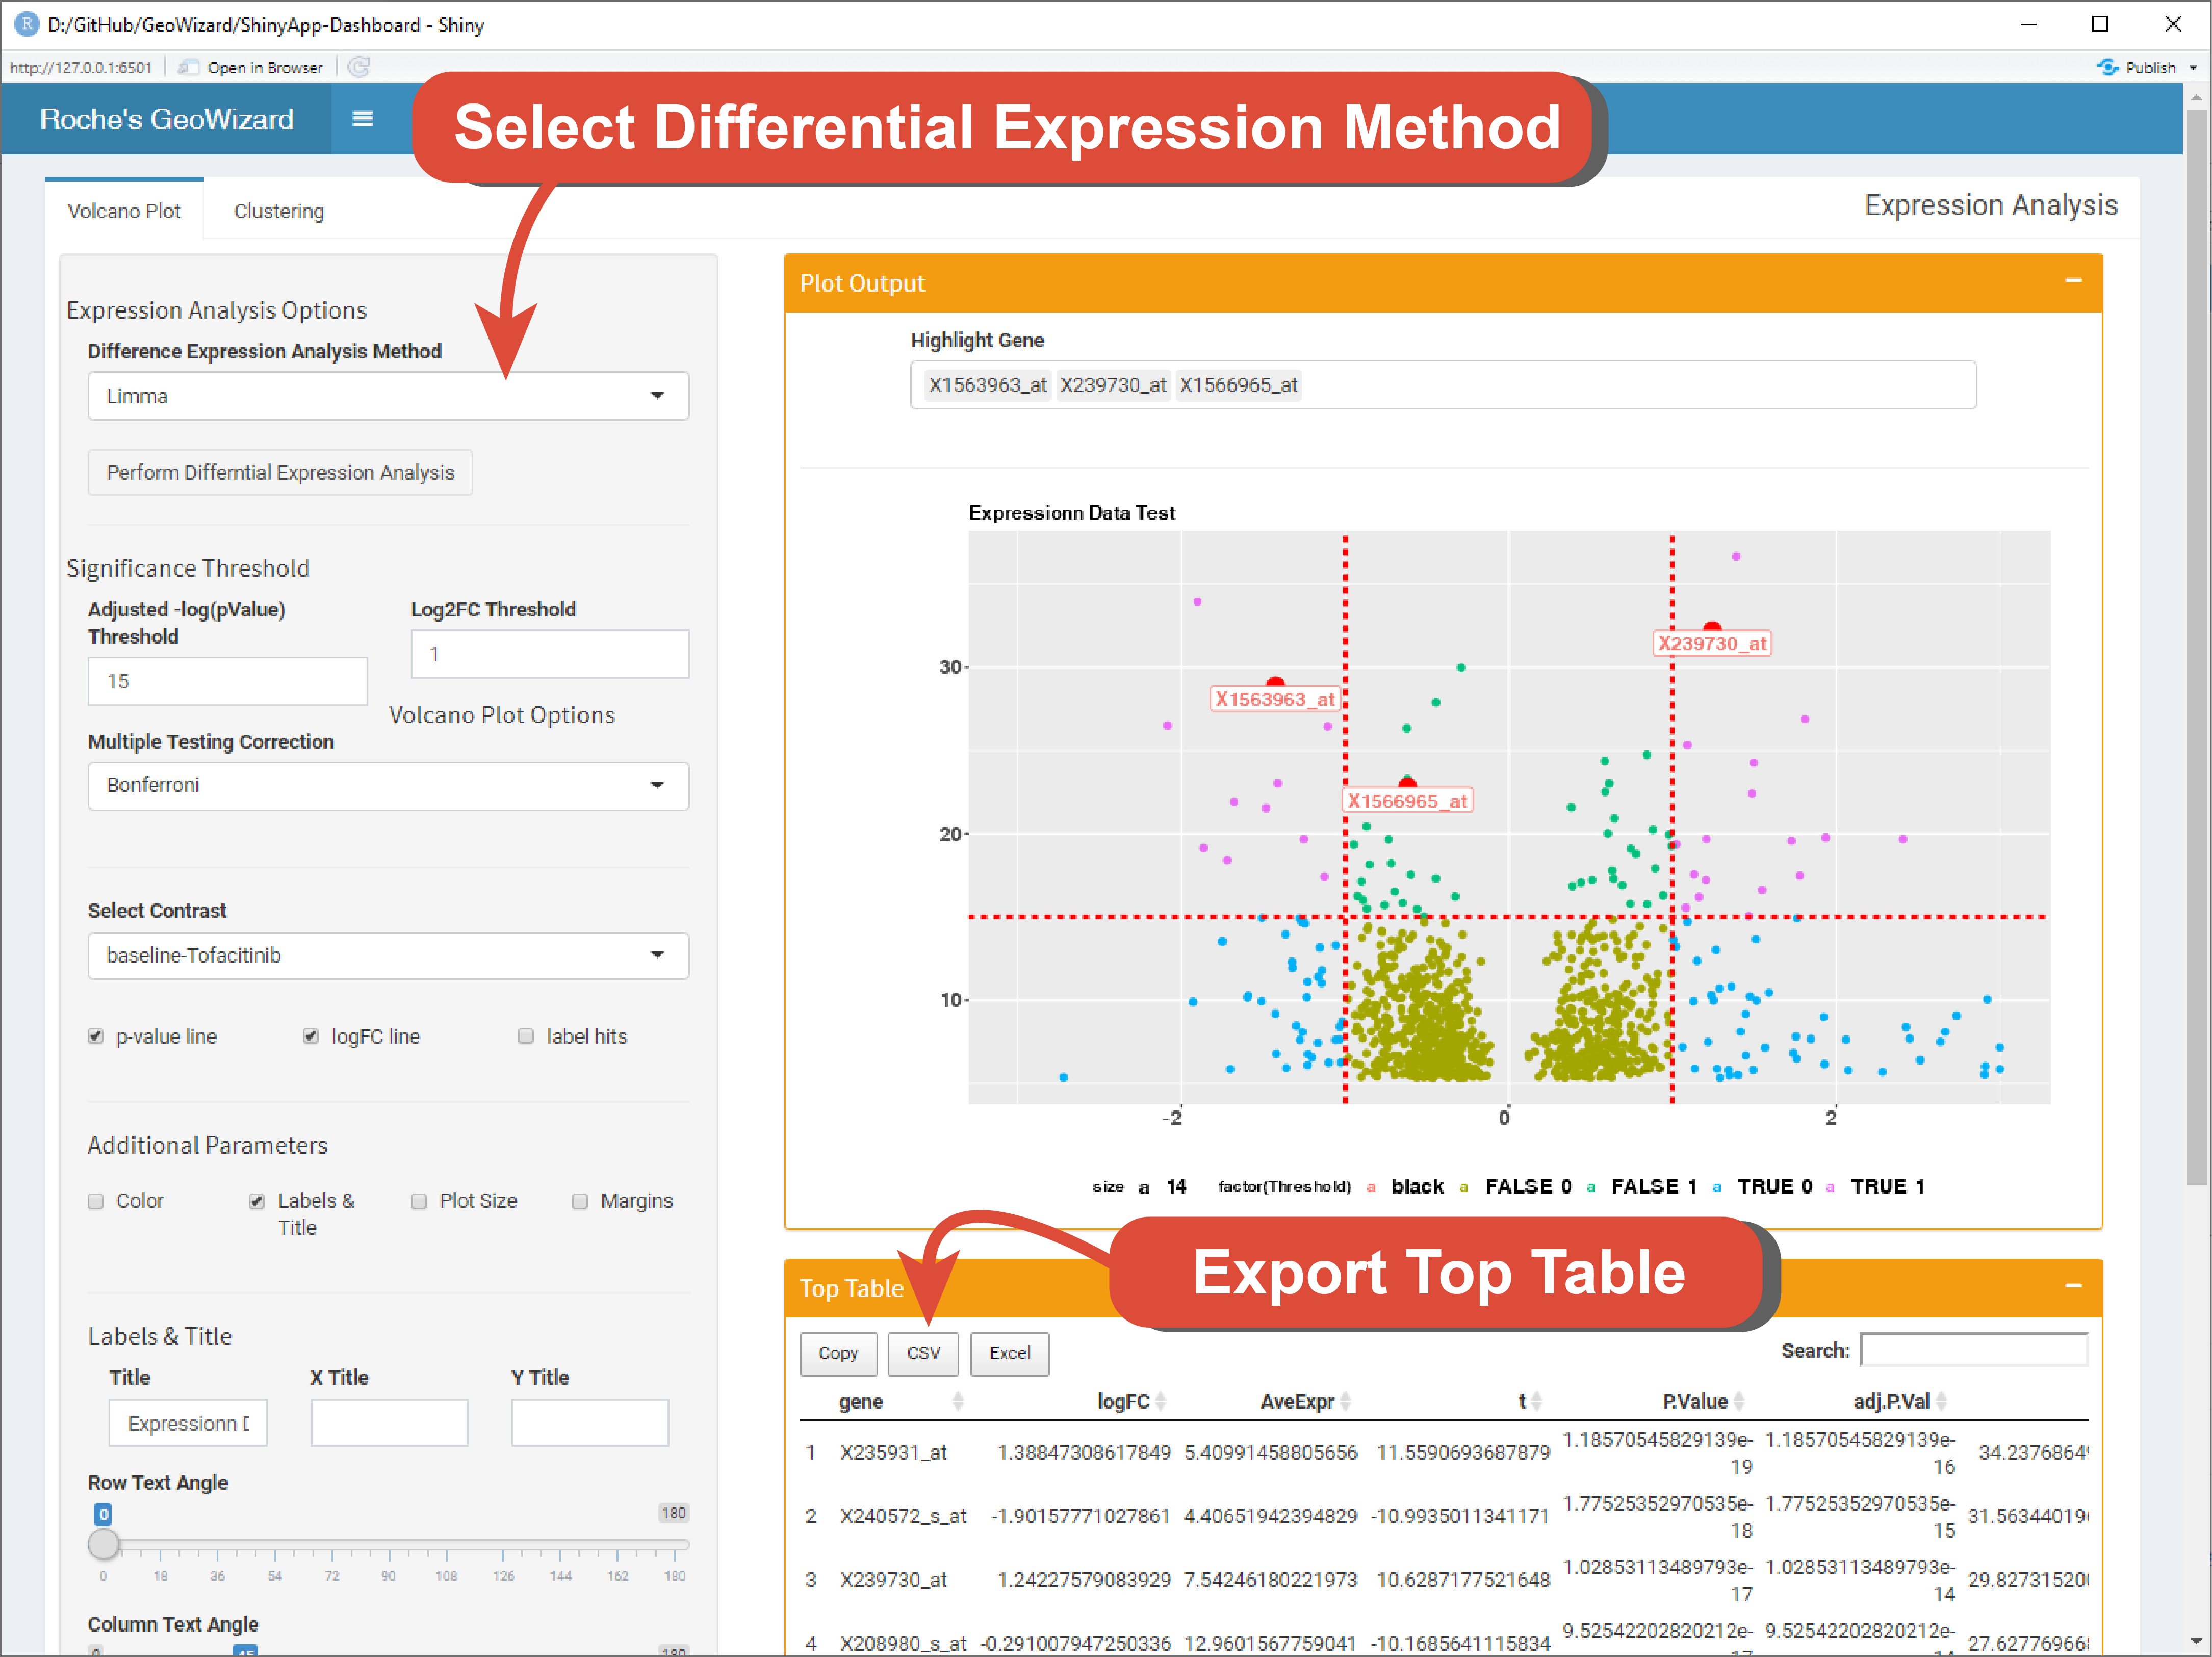 D:/GitHub/GeoWizard/ShinyApp-Dashboard - Shiny
http://127.0.0.1:6501 Open in Browser Publish
Roche's GeoWizard
Select Differential Expression Method
Volcano Plot Clustering Expression Analysis
Expression Analysis Options
Difference Expression Analysis Method
Limma
Perform Differntial Expression Analysis
Significance Threshold
Adjusted -log(pValue)
Threshold
15
Log2FC Threshold
1
Volcano Plot Options
Multiple Testing Correction
Bonferroni
Select Contrast
baseline-Tofacitinib
p-value line logFC line label hits
Additional Parameters
Color Labels & Plot Size Margins
Title
Labels & Title
Title X Title Y Title
Expressionn D
Row Text Angle
0 180
0 18 36 54 72 90 108 126 144 162 180
Column Text Angle
0 45 180
Plot Output
Highlight Gene
X1563963_at X239730_at X1566965_at
Expressionn Data Test
X239730_at
30
X1563963_at
X1566965_at
20
10
-2 0 2
size a 14 factor(Threshold) a black a FALSE 0 a FALSE 1 a TRUE 0 a TRUE 1
Export Top Table
Top Table
Copy CSV Excel Search:
gene logFC AveExpr t P.Value adj.P.Val
1 X235931_at 1.38847308617849 5.40991458805656 11.5590693687879 1.18570545829139e-19 1.18570545829139e-16 34.2376864
2 X240572_s_at -1.90157771027861 4.40651942394829 -10.9935011341171 1.77525352970535e-18 1.77525352970535e-15 31.56344019
3 X239730_at 1.24227579083929 7.54246180221973 10.6287177521648 1.02853113489793e-17 1.02853113489793e-14 29.82731520
4 X208980_s_at -0.291007947250336 12.9601567759041 -10.1685641115834 9.52542202820212e-17 9.52542202820212e-14 27.62776966